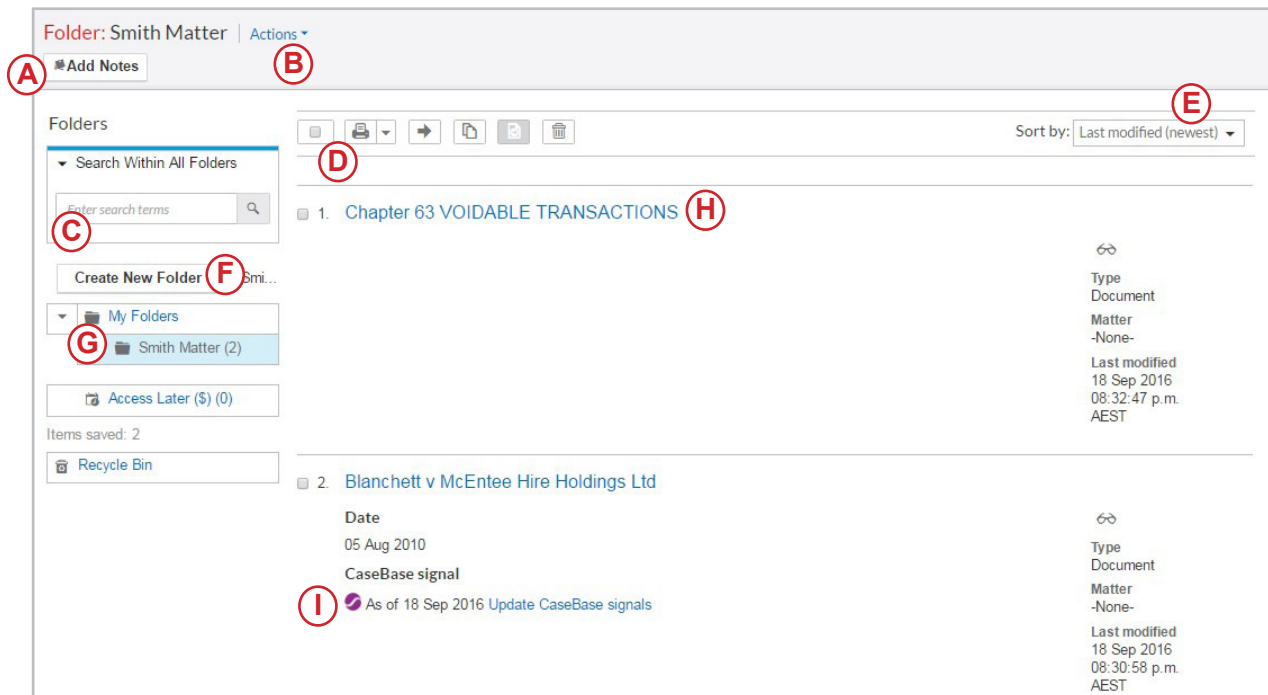 Folder: Smith Matter | Actions
B
A
Add Notes
E
Folders
Sort by: Last modified (newest)
Search Within All Folders
D
Enter search terms
C
1. Chapter 63 VOIDABLE TRANSACTIONS H
Create New Folder F Smi...
Type
Document
My Folders
Matter
-None-
G
Smith Matter (2)
Last modified
18 Sep 2016
08:32:47 p.m.
AEST
Access Later ($) (0)
Items saved: 2
Recycle Bin
2. Blanchett v McEntee Hire Holdings Ltd
Date
05 Aug 2010
CaseBase signal
I As of 18 Sep 2016 Update CaseBase signals
Type
Document
Matter
-None-
Last modified
18 Sep 2016
08:30:58 p.m.
AEST